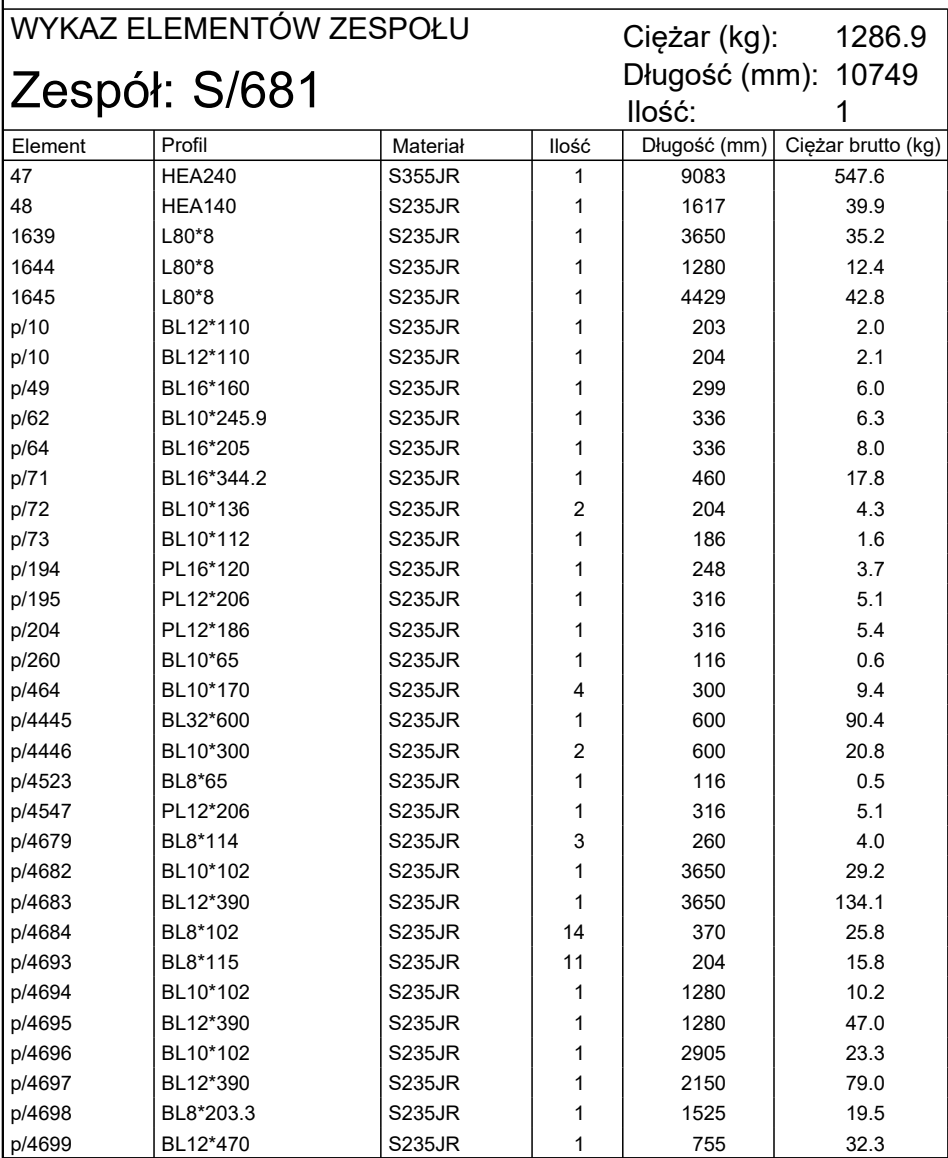 WYKAZ ELEMENTÓW ZESPOŁU Ciężar (kg): 1286.9
Zespół: S/681 Długość (mm): 10749
Ilość: 1
Element Profil Materiał Ilość Długość (mm) Ciężar brutto (kg)
47 HEA240 S355JR 1 9083 547.6
48 HEA140 S235JR 1 1617 39.9
1639 L80*8 S235JR 1 3650 35.2
1644 L80*8 S235JR 1 1280 12.4
1645 L80*8 S235JR 1 4429 42.8
p/10 BL12*110 S235JR 1 203 2.0
p/10 BL12*110 S235JR 1 204 2.1
p/49 BL16*160 S235JR 1 299 6.0
p/62 BL10*245.9 S235JR 1 336 6.3
p/64 BL16*205 S235JR 1 336 8.0
p/71 BL16*344.2 S235JR 1 460 17.8
p/72 BL10*136 S235JR 2 204 4.3
p/73 BL10*112 S235JR 1 186 1.6
p/194 PL16*120 S235JR 1 248 3.7
p/195 PL12*206 S235JR 1 316 5.1
p/204 PL12*186 S235JR 1 316 5.4
p/260 BL10*65 S235JR 1 116 0.6
p/464 BL10*170 S235JR 4 300 9.4
p/4445 BL32*600 S235JR 1 600 90.4
p/4446 BL10*300 S235JR 2 600 20.8
p/4523 BL8*65 S235JR 1 116 0.5
p/4547 PL12*206 S235JR 1 316 5.1
p/4679 BL8*114 S235JR 3 260 4.0
p/4682 BL10*102 S235JR 1 3650 29.2
p/4683 BL12*390 S235JR 1 3650 134.1
p/4684 BL8*102 S235JR 14 370 25.8
p/4693 BL8*115 S235JR 11 204 15.8
p/4694 BL10*102 S235JR 1 1280 10.2
p/4695 BL12*390 S235JR 1 1280 47.0
p/4696 BL10*102 S235JR 1 2905 23.3
p/4697 BL12*390 S235JR 1 2150 79.0
p/4698 BL8*203.3 S235JR 1 1525 19.5
p/4699 BL12*470 S235JR 1 755 32.3